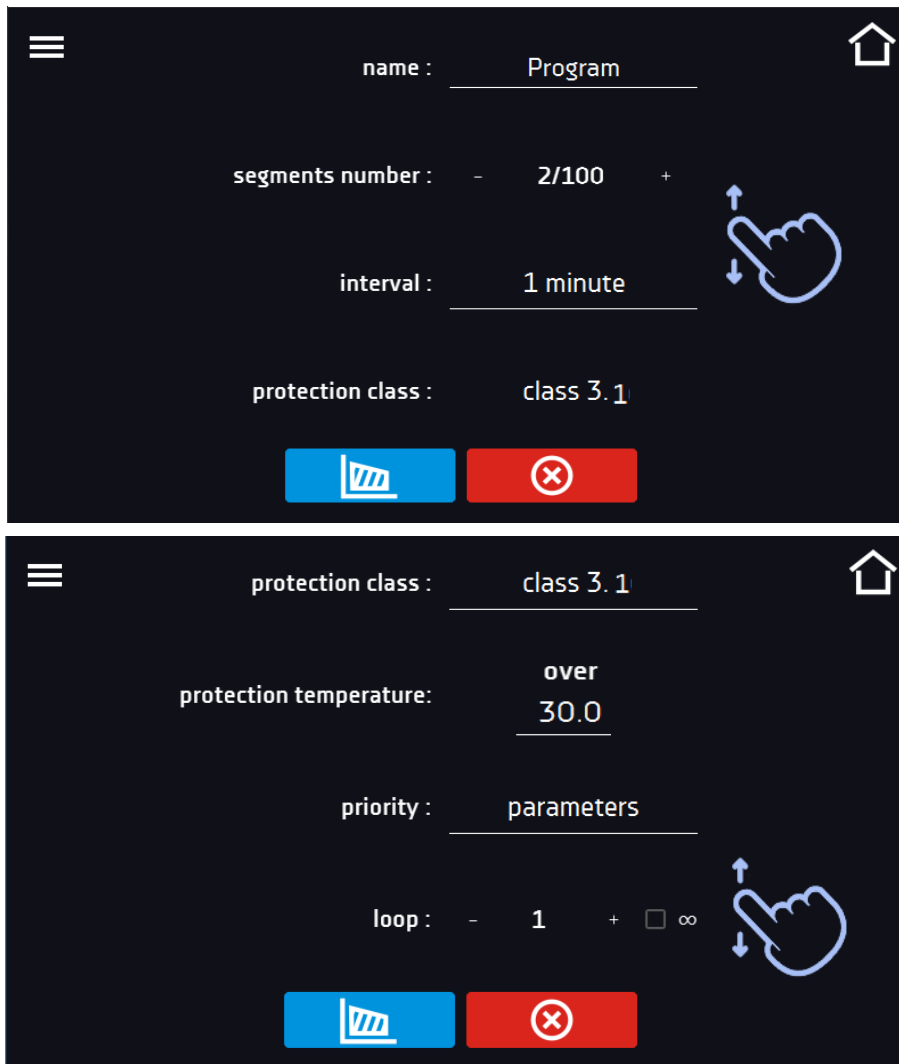 name : Program
segments number : - 2/100 +
interval : 1 minute
protection class : class 3. 1
protection class : class 3. 1
over
protection temperature: 30.0
priority : parameters
loop : - 1 + ∞